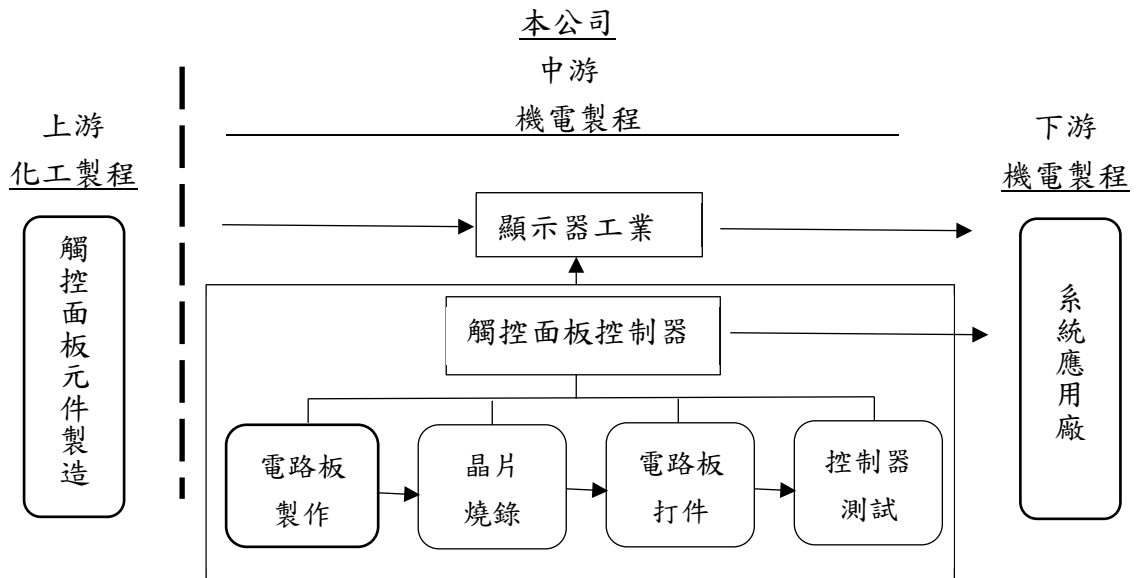 本公司
中游
機電製程
上游
化工製程
下游
機電製程
觸控面板元件製造
顯示器工業
觸控面板控制器
系統應用廠
電路板
製作
晶片
燒錄
電路板
打件
控制器
測試